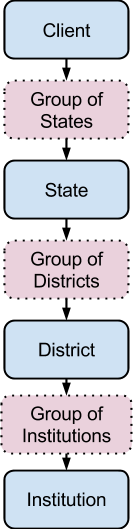 Client
Group of
States
State
Group of
Districts
District
Group of
Institutions
Institution